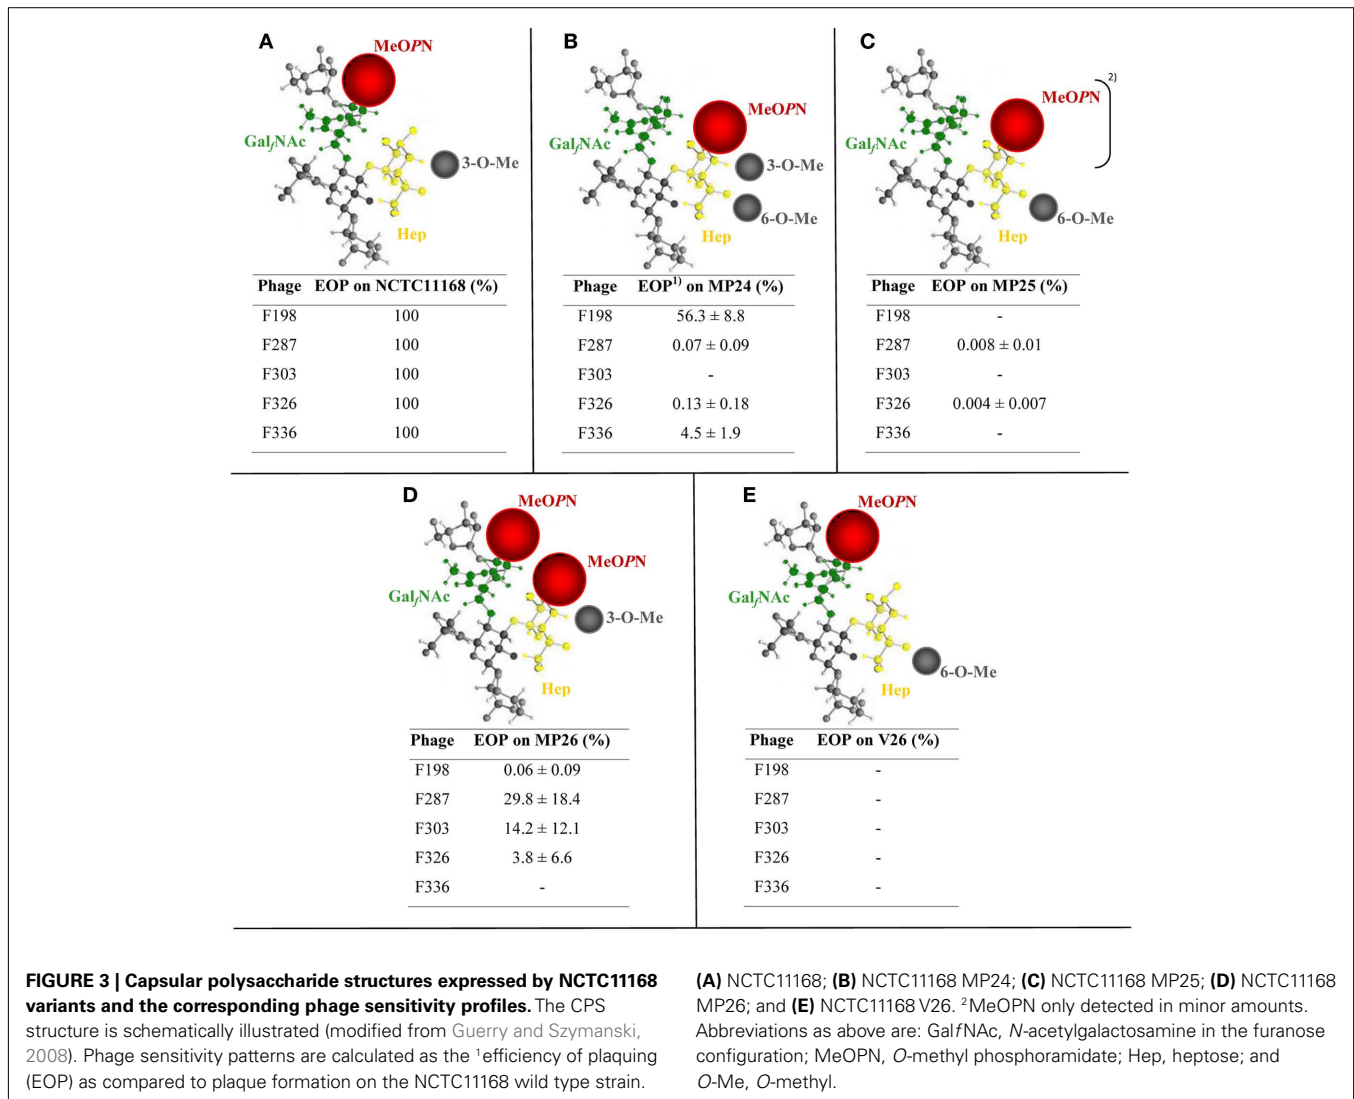 A
MeOPN
GalfNAc
3-O-Me
Hep
Phage EOP on NCTC11168 (%)
F198 100
F287 100
F303 100
F326 100
F336 100
B
MeOPN
GalfNAc
3-O-Me
6-O-Me
Hep
Phage EOP1) on MP24 (%)
F198 56.3 ± 8.8
F287 0.07 ± 0.09
F303 -
F326 0.13 ± 0.18
F336 4.5 ± 1.9
C
2)
MeOPN
GalfNAc
6-O-Me
Hep
Phage EOP on MP25 (%)
F198 -
F287 0.008 ± 0.01
F303 -
F326 0.004 ± 0.007
F336 -
D
MeOPN
MeOPN
GalfNAc
3-O-Me
Hep
Phage EOP on MP26 (%)
F198 0.06 ± 0.09
F287 29.8 ± 18.4
F303 14.2 ± 12.1
F326 3.8 ± 6.6
F336 -
E
MeOPN
GalfNAc
6-O-Me
Hep
Phage EOP on V26 (%)
F198 -
F287 -
F303 -
F326 -
F336 -
FIGURE 3 | Capsular polysaccharide structures expressed by NCTC11168
variants and the corresponding phage sensitivity profiles. The CPS
structure is schematically illustrated (modified from Guerry and Szymanski,
2008). Phage sensitivity patterns are calculated as the 1efficiency of plaquing
(EOP) as compared to plaque formation on the NCTC11168 wild type strain.
(A) NCTC11168; (B) NCTC11168 MP24; (C) NCTC11168 MP25; (D) NCTC11168
MP26; and (E) NCTC11168 V26. 2MeOPN only detected in minor amounts.
Abbreviations as above are: GalfNAc, N-acetylgalactosamine in the furanose
configuration; MeOPN, O-methyl phosphoramidate; Hep, heptose; and
O-Me, O-methyl.